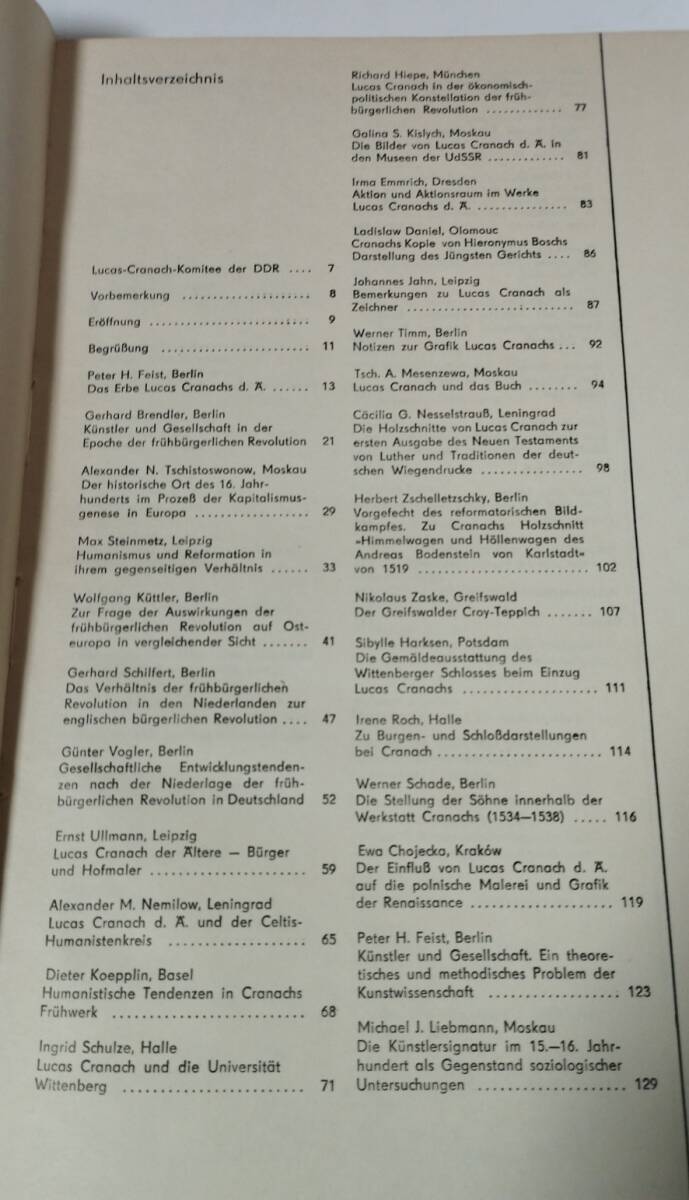 Inhaltsverzeichnis
Lucas-Cranach-Komitee der DDR .... 7
Vorbemerkung ...................... 8
Eröffnung ............................ 9
Begrüßung .......................... 11
Peter H. Feist, Berlin
Das Erbe Lucas Cranachs d. Ä. ...... 13
Gerhard Brendler, Berlin
Künstler und Gesellschaft in der
Epoche der frühbürgerlichen Revolution 21
Alexander N. Tschistoswonow, Moskau
Der historische Ort des 16. Jahr-
hunderts im Prozeß der Kapitalismus-
genese in Europa .................. 29
Max Steinmetz, Leipzig
Humanismus und Reformation in
ihrem gegenseitigen Verhältnis ...... 33
Wolfgang Küttler, Berlin
Zur Frage der Auswirkungen der
frühbürgerlichen Revolution auf Ost-
europa in vergleichender Sicht ....... 41
Gerhard Schilfert, Berlin
Das Verhältnis der frühbürgerlichen
Revolution in den Niederlanden zur
englischen bürgerlichen Revolution .... 47
Günter Vogler, Berlin
Gesellschaftliche Entwicklungstenden-
zen nach der Niederlage der früh-
bürgerlichen Revolution in Deutschland 52
Ernst Ullmann, Leipzig
Lucas Cranach der Ältere — Bürger
und Hofmaler ........................ 59
Alexander M. Nemilow, Leningrad
Lucas Cranach d. Ä. und der Celtis-
Humanistenkreis .................. 65
Dieter Koepplin, Basel
Humanistische Tendenzen in Cranachs
Frühwerk .......................... 68
Ingrid Schulze, Halle
Lucas Cranach und die Universität
Wittenberg ........................ 71
Richard Hiepe, München
Lucas Cranach in der ökonomisch-
politischen Konstellation der früh-
bürgerlichen Revolution ............. 77
Galina S. Kislych, Moskau
Die Bilder von Lucas Cranach d. Ä. in
den Museen der UdSSR ............. 81
Irma Emmrich, Dresden
Aktion und Aktionsraum im Werke
Lucas Cranachs d. Ä. ............... 83
Ladislaw Daniel, Olomouc
Cranachs Kopie von Hieronymus Boschs
Darstellung des Jüngsten Gerichts .... 86
Johannes Jahn, Leipzig
Bemerkungen zu Lucas Cranach als
Zeichner ............................ 87
Werner Timm, Berlin
Notizen zur Grafik Lucas Cranachs ... 92
Tsch. A. Mesenzewa, Moskau
Lucas Cranach und das Buch ........ 94
Cäcilia G. Nesselstrauß, Leningrad
Die Holzschnitte von Lucas Cranach zur
ersten Ausgabe des Neuen Testaments
von Luther und Traditionen der deut-
schen Wiegendrucke ................. 98
Herbert Zschelletzschky, Berlin
Vorgefecht des reformatorischen Bild-
kampfes. Zu Cranachs Holzschnitt
»Himmelwagen und Höllenwagen des
Andreas Bodenstein von Karlstadt«
von 1519 ............................ 102
Nikolaus Zaske, Greifswald
Der Greifswalder Croy-Teppich ....... 107
Sibylle Harksen, Potsdam
Die Gemäldeausstattung des
Wittenberger Schlosses beim Einzug
Lucas Cranachs ..................... 111
Irene Roch, Halle
Zu Burgen- und Schloßdarstellungen
bei Cranach ......................... 114
Werner Schade, Berlin
Die Stellung der Söhne innerhalb der
Werkstatt Cranachs (1534—1538) ..... 116
Ewa Chojecka, Kraków
Der Einfluß von Lucas Cranach d. Ä.
auf die polnische Malerei und Grafik
der Renaissance .................... 119
Peter H. Feist, Berlin
Künstler und Gesellschaft. Ein theore-
tisches und methodisches Problem der
Kunstwissenschaft .................. 123
Michael J. Liebmann, Moskau
Die Künstlersignatur im 15.—16. Jahr-
hundert als Gegenstand soziologischer
Untersuchungen .................... 129